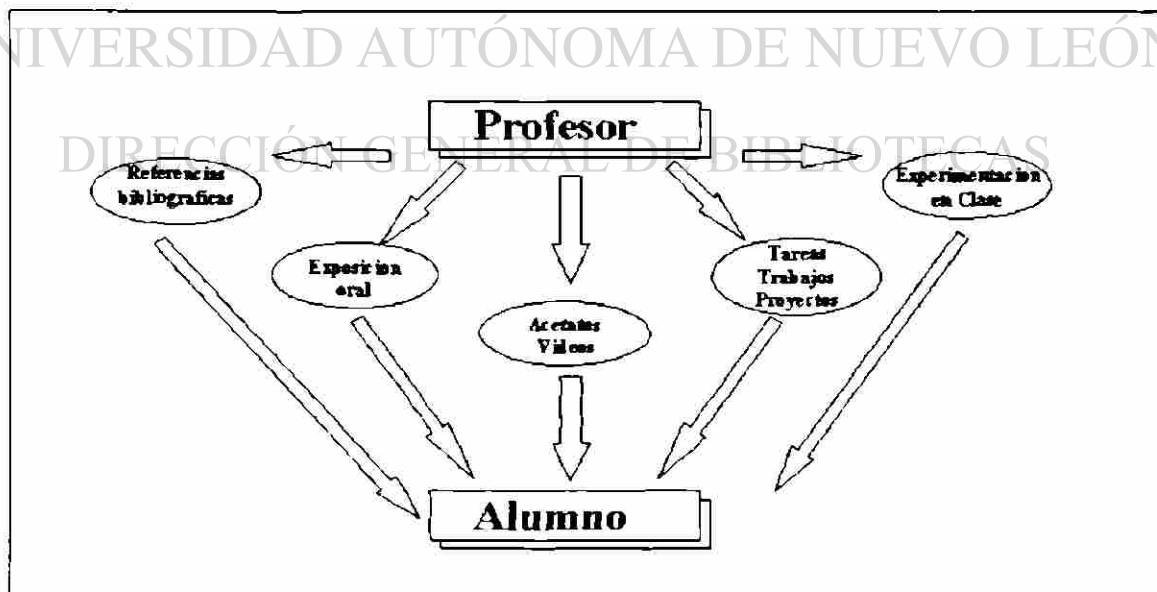 UNIVERSIDAD AUTÓNOMA DE NUEVO LEÓN
Profesor
DIRECCIÓN GENERAL DE BIBLIOTECAS
Referencias
bibliograficas
Experimentacion
en Clase
Exposicion
oral
Tareas
Trabajos
Proyectos
Acetatos
Videos
Alumno